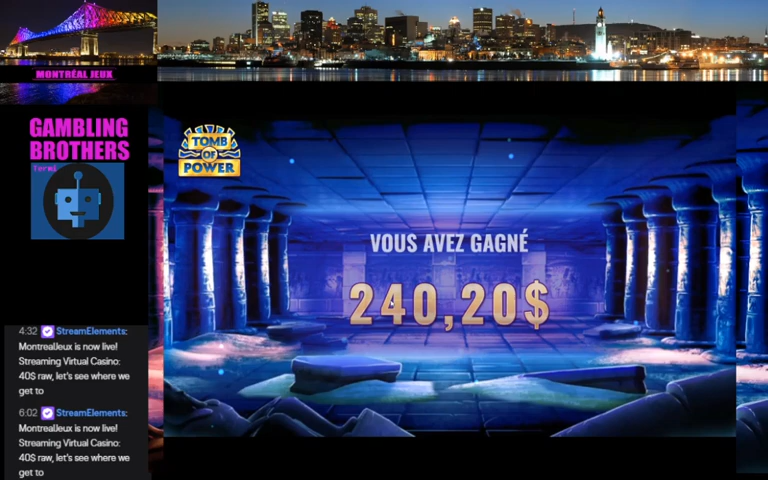 MONTRÉAL JEUX
GAMBLING
BROTHERS
TOMB
OF
POWER
VOUS AVEZ GAGNÉ
240,20$
4:32 StreamElements:
MontrealJeux is now live!
Streaming Virtual Casino:
40$ raw, let's see where we
get to
6:02 StreamElements:
MontrealJeux is now live!
Streaming Virtual Casino:
40$ raw, let's see where we
get to